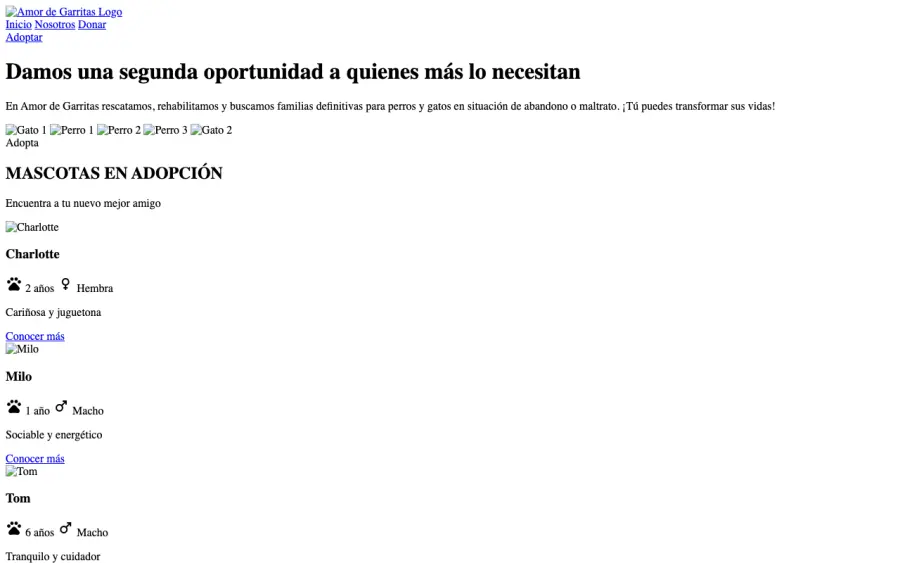 Amor de Garritas Logo
Inicio Nosotros Donar
Adoptar
Damos una segunda oportunidad a quienes más lo necesitan
En Amor de Garritas rescatamos, rehabilitamos y buscamos familias definitivas para perros y gatos en situación de abandono o maltrato. ¡Tú puedes transformar sus vidas!
Gato 1 Perro 1 Perro 2 Perro 3 Gato 2
Adopta
MASCOTAS EN ADOPCIÓN
Encuentra a tu nuevo mejor amigo
Charlotte
Charlotte
2 años Hembra
Cariñosa y juguetona
Conocer más
Milo
Milo
1 año Macho
Sociable y energético
Conocer más
Tom
Tom
6 años Macho
Tranquilo y cuidador